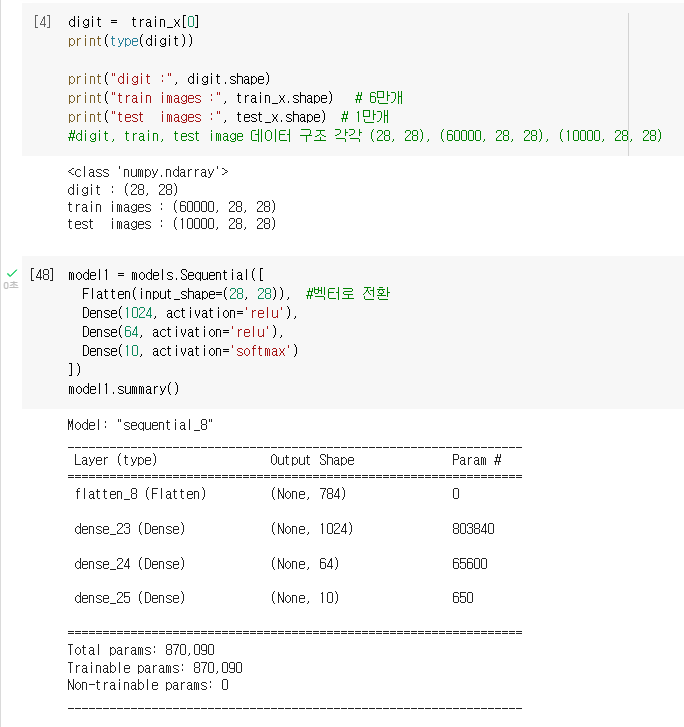 [4] digit =  train_x[0]
print(type(digit))
print("digit :", digit.shape)
print("train images :", train_x.shape)   # 6만개
print("test  images :", test_x.shape)  # 1만개
#digit, train, test image 데이터 구조 각각 (28, 28), (60000, 28, 28), (10000, 28, 28)
<class 'numpy.ndarray'>
digit : (28, 28)
train images : (60000, 28, 28)
test  images : (10000, 28, 28)
[48] model1 = models.Sequential([
0초
  Flatten(input_shape=(28, 28)),  #벡터로 전환
  Dense(1024, activation='relu'),
  Dense(64, activation='relu'),
  Dense(10, activation='softmax')
])
model1.summary()
Model: "sequential_8"
_________________________________________________________________
 Layer (type)                Output Shape              Param #
=================================================================
 flatten_8 (Flatten)         (None, 784)               0
 dense_23 (Dense)            (None, 1024)              803840
 dense_24 (Dense)            (None, 64)                65600
 dense_25 (Dense)            (None, 10)                650
=================================================================
Total params: 870,090
Trainable params: 870,090
Non-trainable params: 0
_________________________________________________________________